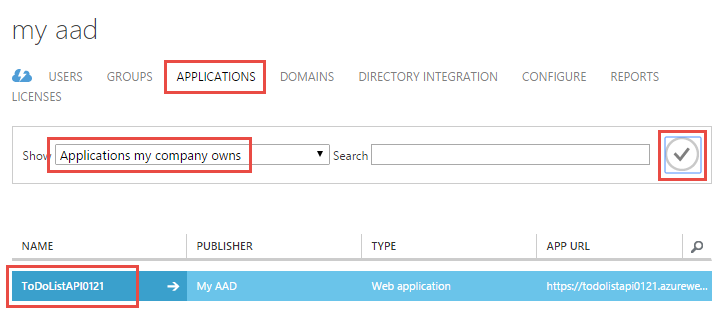 my aad
USERS GROUPS APPLICATIONS DOMAINS DIRECTORY INTEGRATION CONFIGURE REPORTS
LICENSES
Show Applications my company owns Search
NAME PUBLISHER TYPE APP URL
ToDoListAPI0121 My AAD Web application https://todolistapi0121.azurewe...